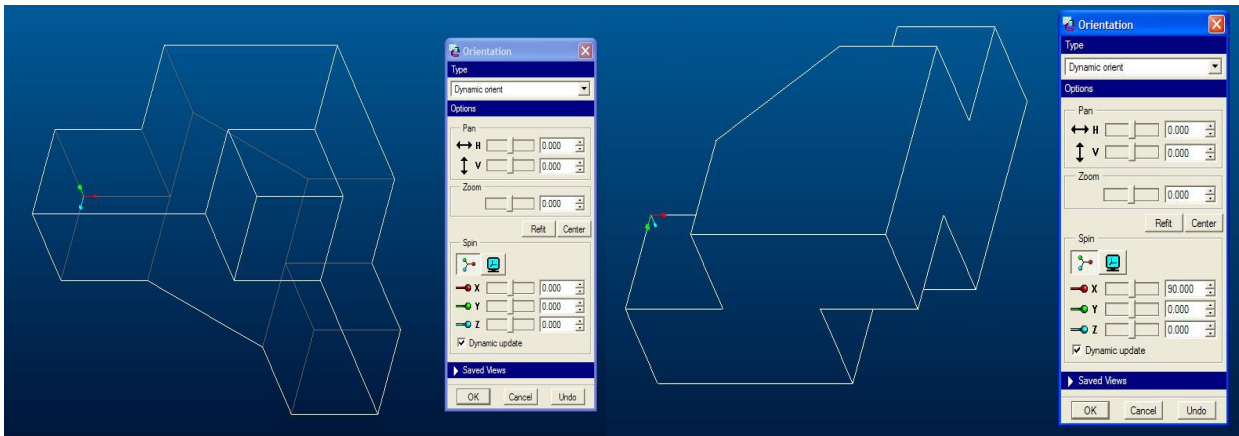 Orientation
Type
Dynamic orient
Options
Pan
H 0.000
V 0.000
Zoom
0.000
Refit Center
Spin
X 0.000
Y 0.000
Z 0.000
Dynamic update
Saved Views
OK Cancel Undo
Orientation
Type
Dynamic orient
Options
Pan
H 0.000
V 0.000
Zoom
0.000
Refit Center
Spin
X 90.000
Y 0.000
Z 0.000
Dynamic update
Saved Views
OK Cancel Undo